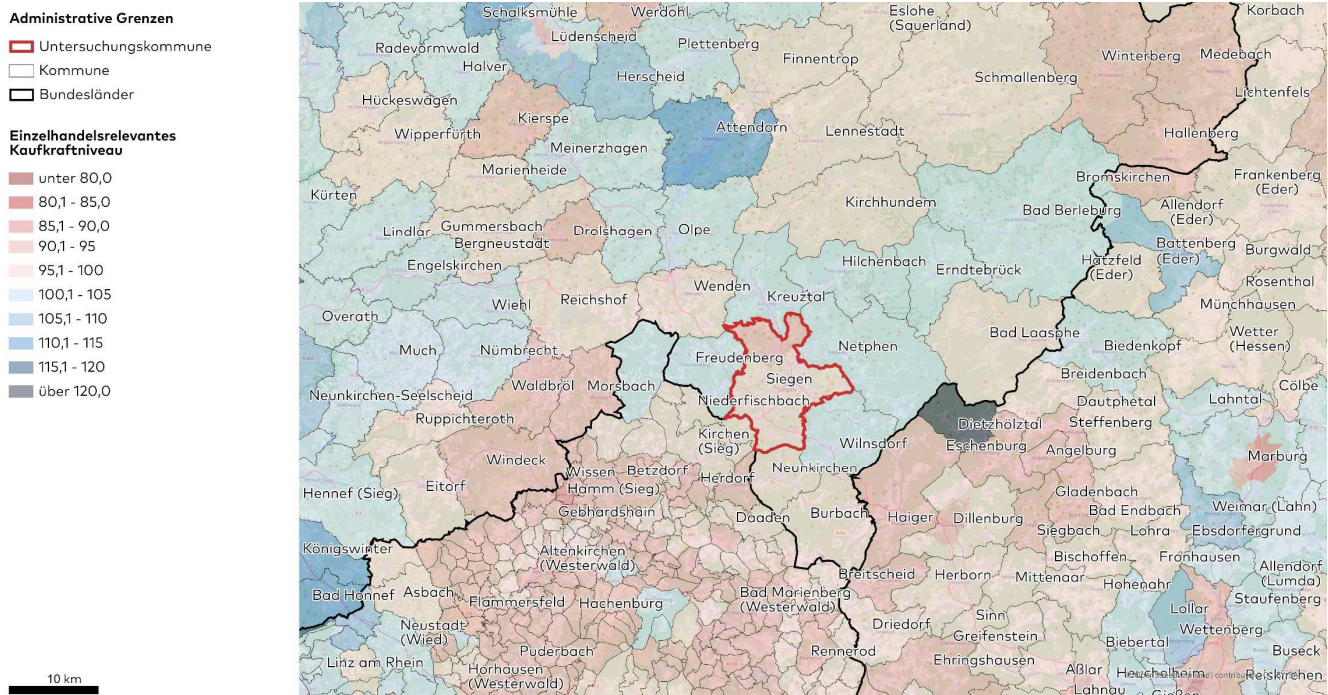 Administrative Grenzen
Untersuchungskommune
Kommune
Bundesländer
Einzelhandelsrelevantes
Kaufkraftniveau
unter 80,0
80,1 - 85,0
85,1 - 90,0
90,1 - 95
95,1 - 100
100,1 - 105
105,1 - 110
110,1 - 115
115,1 - 120
über 120,0
10 km
Schalksmühle
Werdohl
Eslohe
(Sauerland)
Korbach
Lüdenscheid
Plettenberg
Radevormwald
Halver
Herscheid
Finnentrop
Winterberg
Medebach
Schmallenberg
Lichtenfels
Hückeswagen
Kierspe
Wipperfürth
Attendorn
Lennestadt
Hallenberg
Meinerzhagen
Marienheide
Bromskirchen
Frankenberg
(Eder)
Kürten
Kirchhundem
Bad Berleburg
Allendorf
(Eder)
Lindlar
Gummersbach
Bergneustadt
Drolshagen
Olpe
Battenberg
(Eder)
Burgwald
Engelskirchen
Hilchenbach
Erndtebrück
Hatzfeld
(Eder)
Rosenthal
Wenden
Kreuztal
Münchhausen
Wiehl
Reichshof
Overath
Bad Laasphe
Wetter
(Hessen)
Much
Nümbrecht
Freudenberg
Netphen
Biedenkopf
Siegen
Breidenbach
Cölbe
Neunkirchen-Seelscheid
Waldbröl
Morsbach
Niederfischbach
Dautphetal
Lahntal
Ruppichteroth
Dietzhölztal
Steffenberg
Kirchen
(Sieg)
Wilnsdorf
Eschenburg
Angelburg
Marburg
Windeck
Wissen
Betzdorf
Herdorf
Neunkirchen
Hennef (Sieg)
Eitorf
Hamm (Sieg)
Gladenbach
Gebhardshain
Daaden
Burbach
Haiger
Dillenburg
Bad Endbach
Weimar (Lahn)
Siegbach
Lohra
Ebsdorfergrund
Königswinter
Altenkirchen
(Westerwald)
Bischoffen
Fronhausen
Breitscheid
Herborn
Mittenaar
Hohenahr
Allendorf
(Lumda)
Bad Honnef
Asbach
Flammersfeld
Hachenburg
Bad Marienberg
(Westerwald)
Lollar
Staufenberg
Neustadt
(Wied)
Driedorf
Sinn
Greifenstein
Wettenberg
Biebertal
Puderbach
Rennerod
Buseck
Linz am Rhein
Horhausen
(Westerwald)
Ehringshausen
Aßlar
Heuchelheim
Reiskirchen
Lahnau